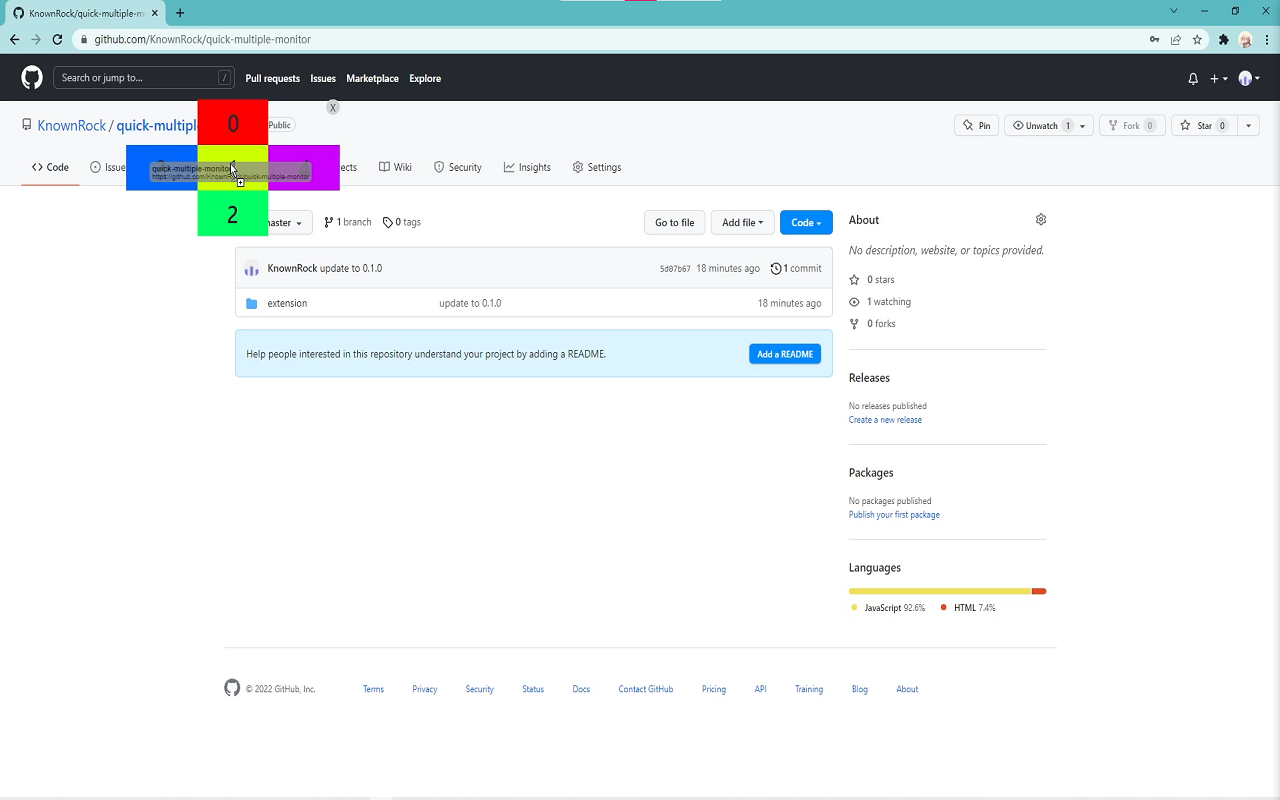 KnownRock/quick-multiple-m
github.com/KnownRock/quick-multiple-monitor
Search or jump to... / Pull requests Issues Marketplace Explore
0 X
KnownRock / quick-multipl Public Pin Unwatch 1 Fork 0 Star 0
Code Issue ects Wiki Security Insights Settings
quick-multiple-monitor
2
aster 1 branch 0 tags Go to file Add file Code About
No description, website, or topics provided.
KnownRock update to 0.1.0 5d07b67 18 minutes ago 1 commit
0 stars
extension update to 0.1.0 18 minutes ago 1 watching
0 forks
Help people interested in this repository understand your project by adding a README. Add a README
Releases
No releases published
Create a new release
Packages
No packages published
Publish your first package
Languages
JavaScript 92.6% HTML 7.4%
© 2022 GitHub, Inc. Terms Privacy Security Status Docs Contact GitHub Pricing API Training Blog About